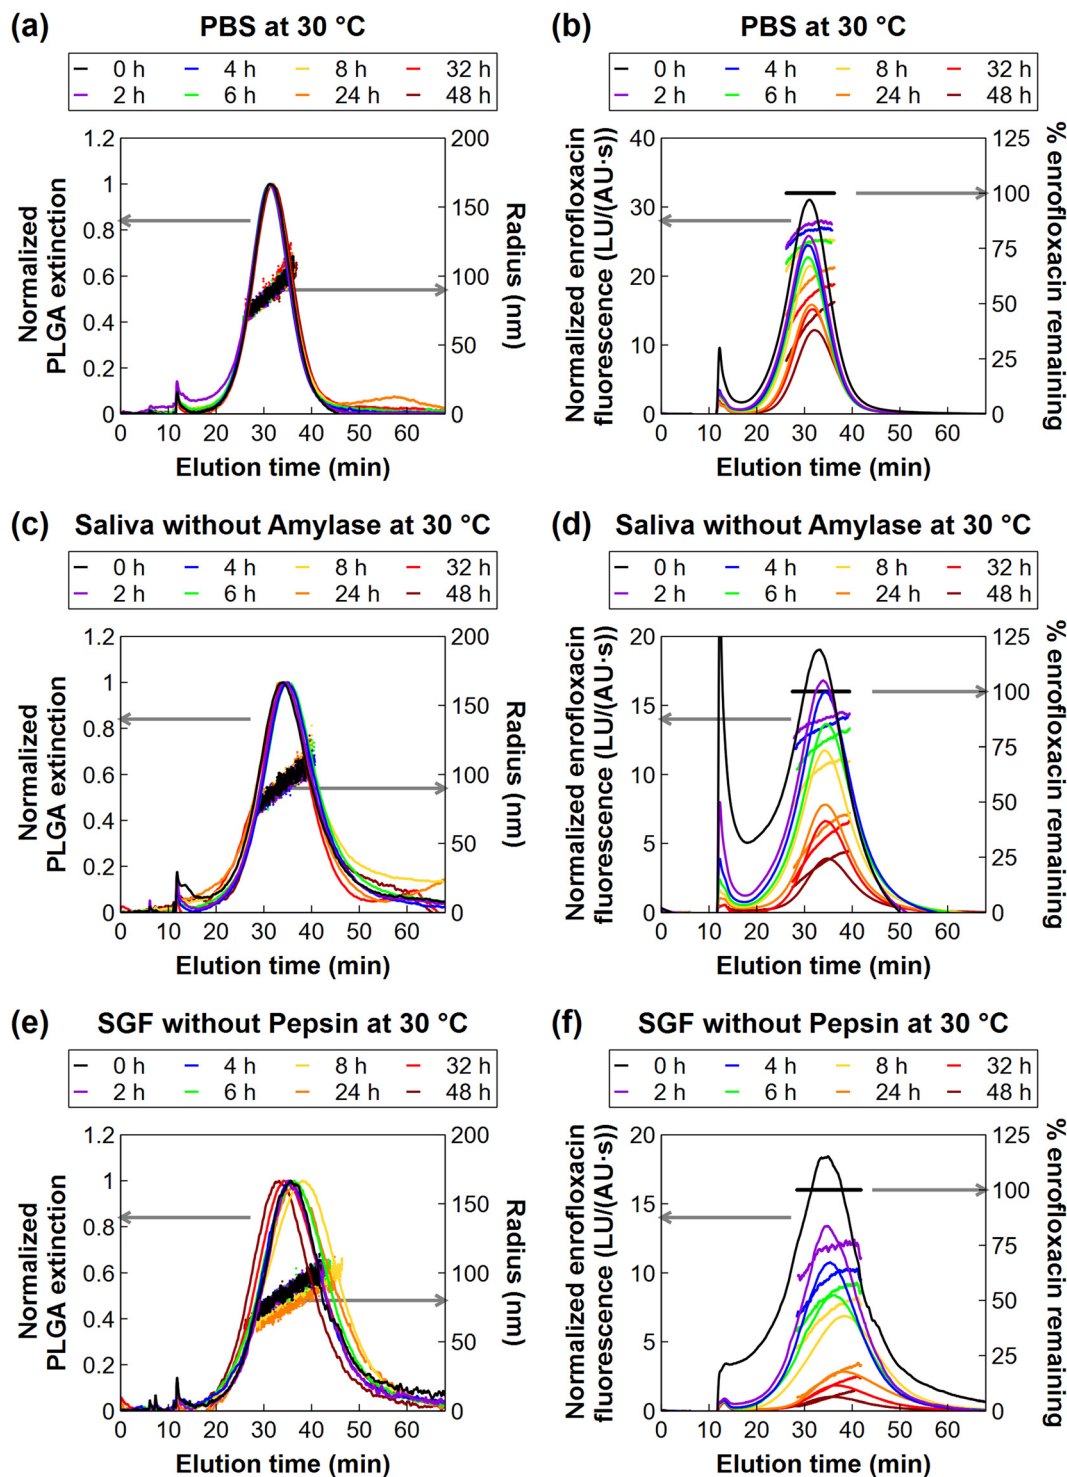 (a) PBS at 30 °C
0 h 4 h 8 h 32 h
2 h 6 h 24 h 48 h
Normalized
PLGA extinction
1.2
1
0.8
0.6
0.4
0.2
0
200
150
100
50
0
Radius (nm)
0 10 20 30 40 50 60
Elution time (min)
(b) PBS at 30 °C
0 h 4 h 8 h 32 h
2 h 6 h 24 h 48 h
Normalized enrofloxacin
fluorescence (LU/(AU·s))
40
30
20
10
0
125
100
75
50
25
0
% enrofloxacin remaining
0 10 20 30 40 50 60
Elution time (min)
(c) Saliva without Amylase at 30 °C
0 h 4 h 8 h 32 h
2 h 6 h 24 h 48 h
Normalized
PLGA extinction
1.2
1
0.8
0.6
0.4
0.2
0
200
150
100
50
0
Radius (nm)
0 10 20 30 40 50 60
Elution time (min)
(d) Saliva without Amylase at 30 °C
0 h 4 h 8 h 32 h
2 h 6 h 24 h 48 h
Normalized enrofloxacin
fluorescence (LU/(AU·s))
20
15
10
5
0
125
100
75
50
25
0
% enrofloxacin remaining
0 10 20 30 40 50 60
Elution time (min)
(e) SGF without Pepsin at 30 °C
0 h 4 h 8 h 32 h
2 h 6 h 24 h 48 h
Normalized
PLGA extinction
1.2
1
0.8
0.6
0.4
0.2
0
200
150
100
50
0
Radius (nm)
0 10 20 30 40 50 60
Elution time (min)
(f) SGF without Pepsin at 30 °C
0 h 4 h 8 h 32 h
2 h 6 h 24 h 48 h
Normalized enrofloxacin
fluorescence (LU/(AU·s))
20
15
10
5
0
125
100
75
50
25
0
% enrofloxacin remaining
0 10 20 30 40 50 60
Elution time (min)